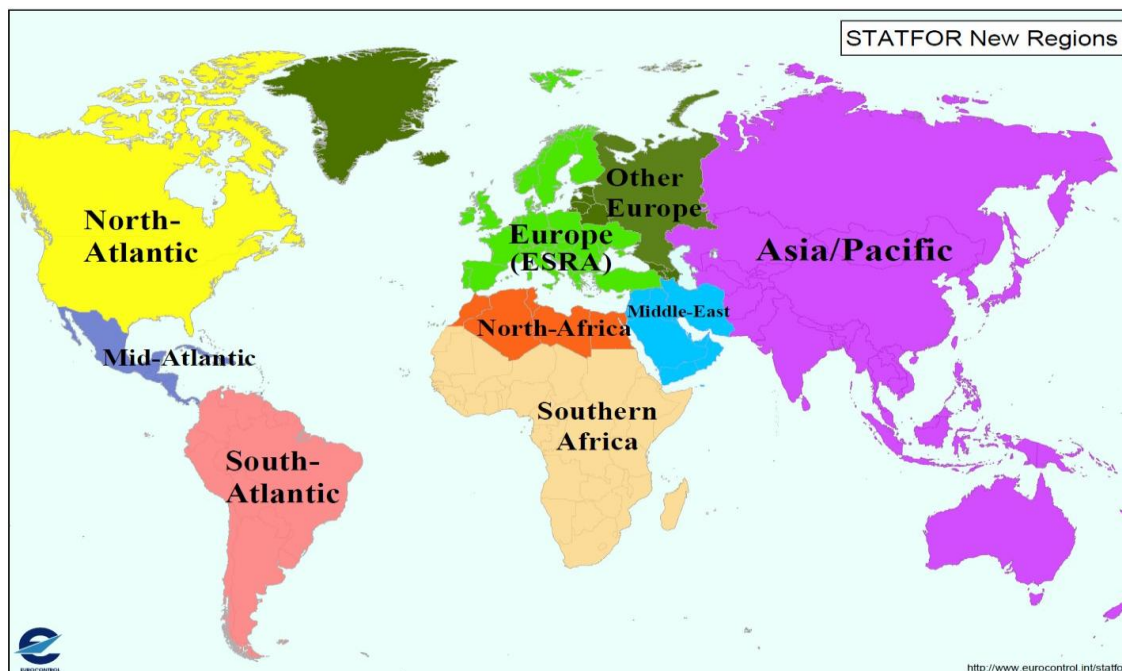 STATFOR New Regions
North-
Atlantic
Other
Europe
Europe
(ESRA)
Asia/Pacific
Middle-East
North-Africa
Mid-Atlantic
Southern
Africa
South-
Atlantic
EUROCONTROL
http://www.eurocontrol.int/statfo